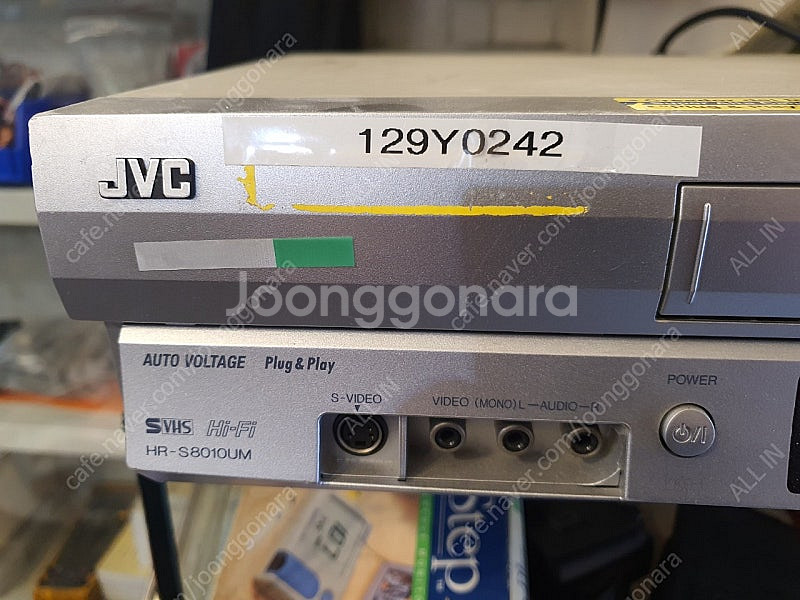 129Y0242
JVC
Joonggonara
AUTO VOLTAGE Plug & Play
POWER
S-VIDEO
VIDEO (MONO) L—AUDIO—R
SVHS Hi-Fi
HR-S8010UM
cafe.naver.com/joonggonara
ALL IN